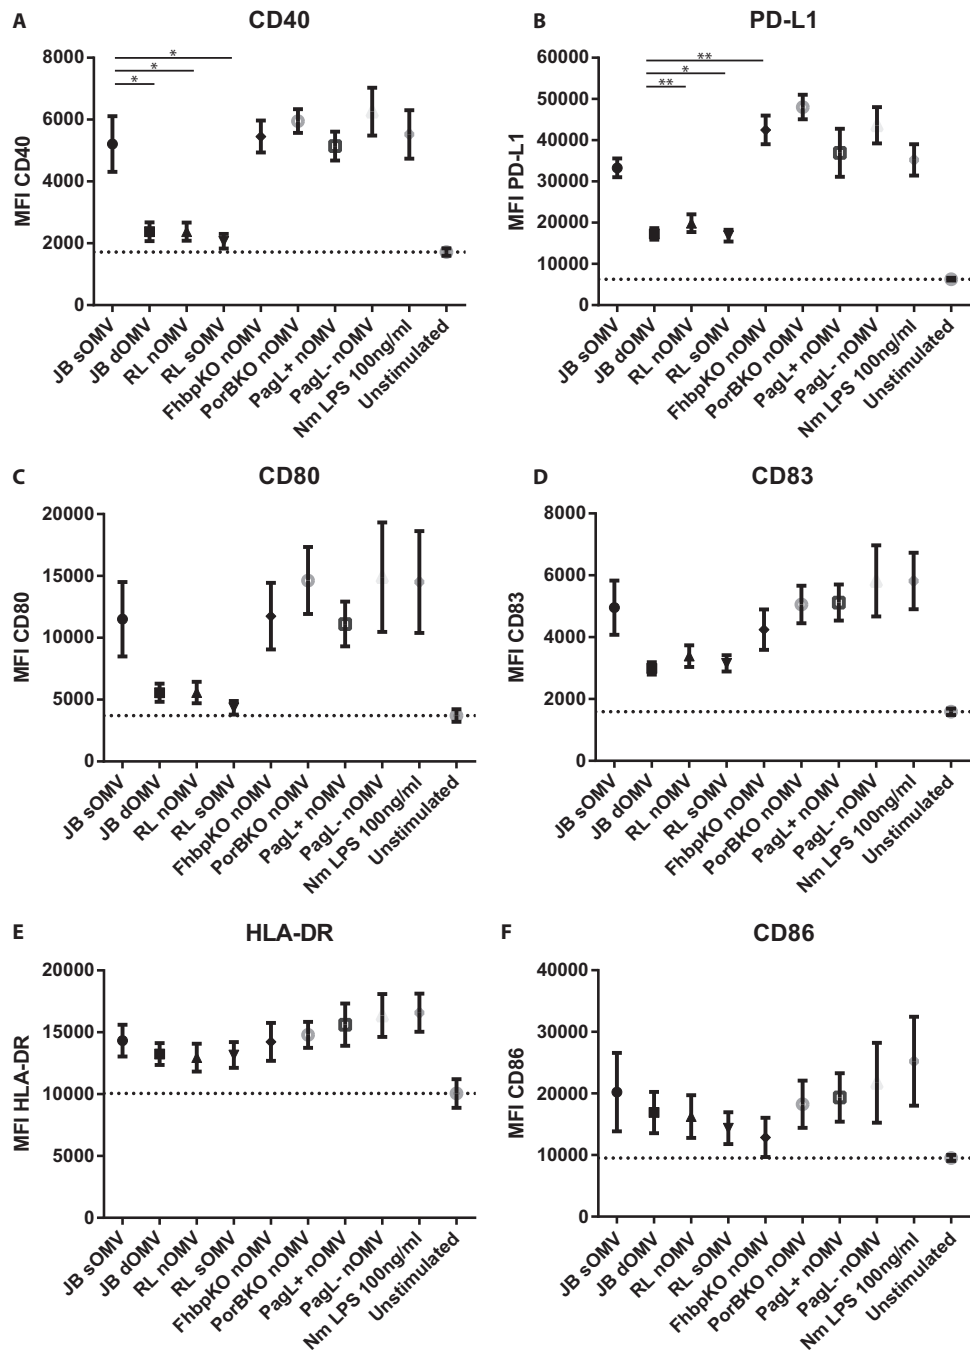 A
CD40
MFI CD40
8000
6000
4000
2000
0
*
*
*
JB sOMV
JB dOMV
RL nOMV
RL sOMV
FhbpKO nOMV
PorBKO nOMV
PagL+ nOMV
PagL- nOMV
Nm LPS 100ng/ml
Unstimulated
B
PD-L1
MFI PD-L1
60000
50000
40000
30000
20000
10000
0
**
*
**
JB sOMV
JB dOMV
RL nOMV
RL sOMV
FhbpKO nOMV
PorBKO nOMV
PagL+ nOMV
PagL- nOMV
Nm LPS 100ng/ml
Unstimulated
C
CD80
MFI CD80
20000
15000
10000
5000
0
JB sOMV
JB dOMV
RL nOMV
RL sOMV
FhbpKO nOMV
PorBKO nOMV
PagL+ nOMV
PagL- nOMV
Nm LPS 100ng/ml
Unstimulated
D
CD83
MFI CD83
8000
6000
4000
2000
0
JB sOMV
JB dOMV
RL nOMV
RL sOMV
FhbpKO nOMV
PorBKO nOMV
PagL+ nOMV
PagL- nOMV
Nm LPS 100ng/ml
Unstimulated
E
HLA-DR
MFI HLA-DR
20000
15000
10000
5000
0
JB sOMV
JB dOMV
RL nOMV
RL sOMV
FhbpKO nOMV
PorBKO nOMV
PagL+ nOMV
PagL- nOMV
Nm LPS 100ng/ml
Unstimulated
F
CD86
MFI CD86
40000
30000
20000
10000
0
JB sOMV
JB dOMV
RL nOMV
RL sOMV
FhbpKO nOMV
PorBKO nOMV
PagL+ nOMV
PagL- nOMV
Nm LPS 100ng/ml
Unstimulated